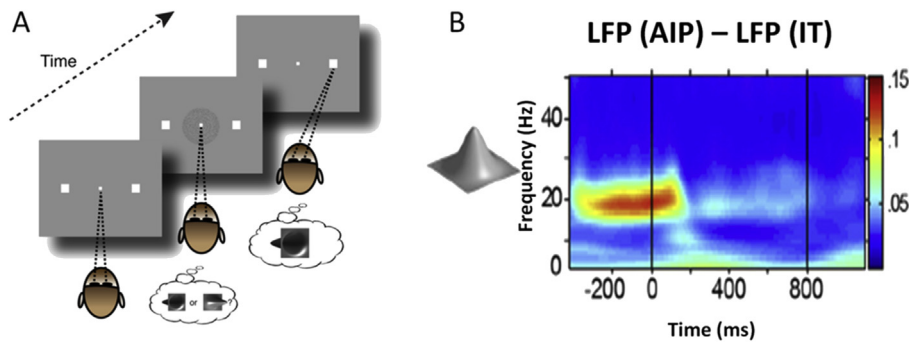 A
Time
or
?
B
LFP (AIP) – LFP (IT)
Frequency (Hz)
40
20
0
-200 0 400 800
Time (ms)
.15
.05